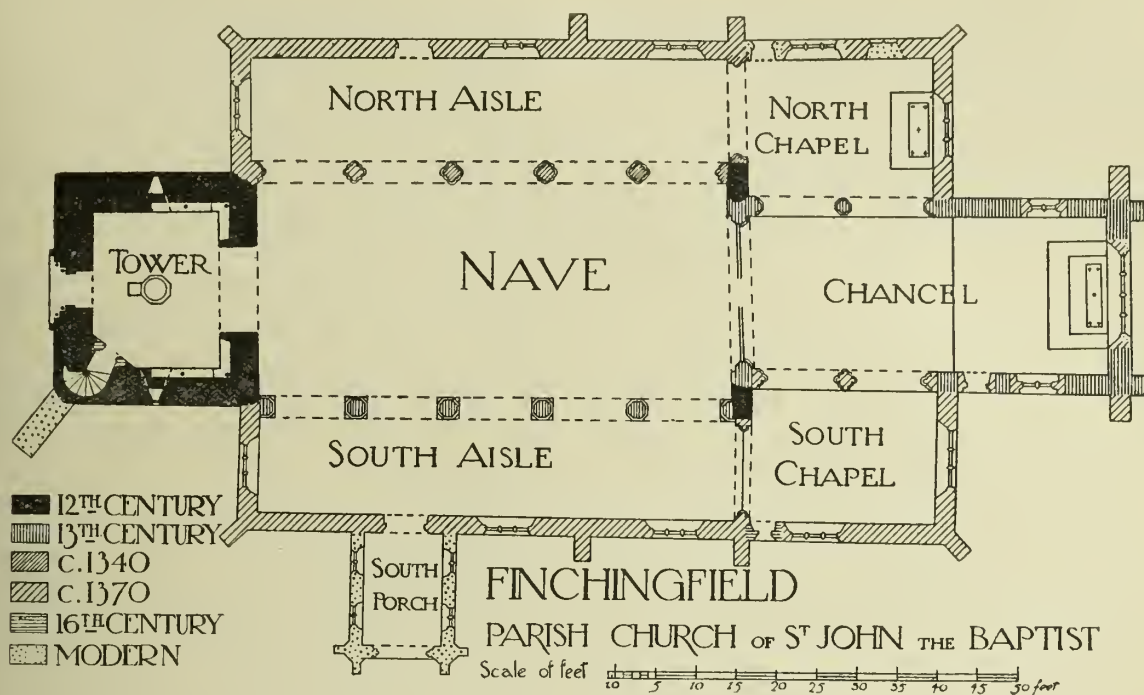 NORTH AISLE
NORTH
CHAPEL
TOWER
NAVE
CHANCEL
SOUTH AISLE
SOUTH
CHAPEL
SOUTH
PORCH
12TH CENTURY
13TH CENTURY
c.1340
c.1370
16TH CENTURY
MODERN
FINCHINGFIELD
PARISH CHURCH OF ST JOHN THE BAPTIST
Scale of feet
10 5 10 15 20 25 30 35 40 45 50 feet